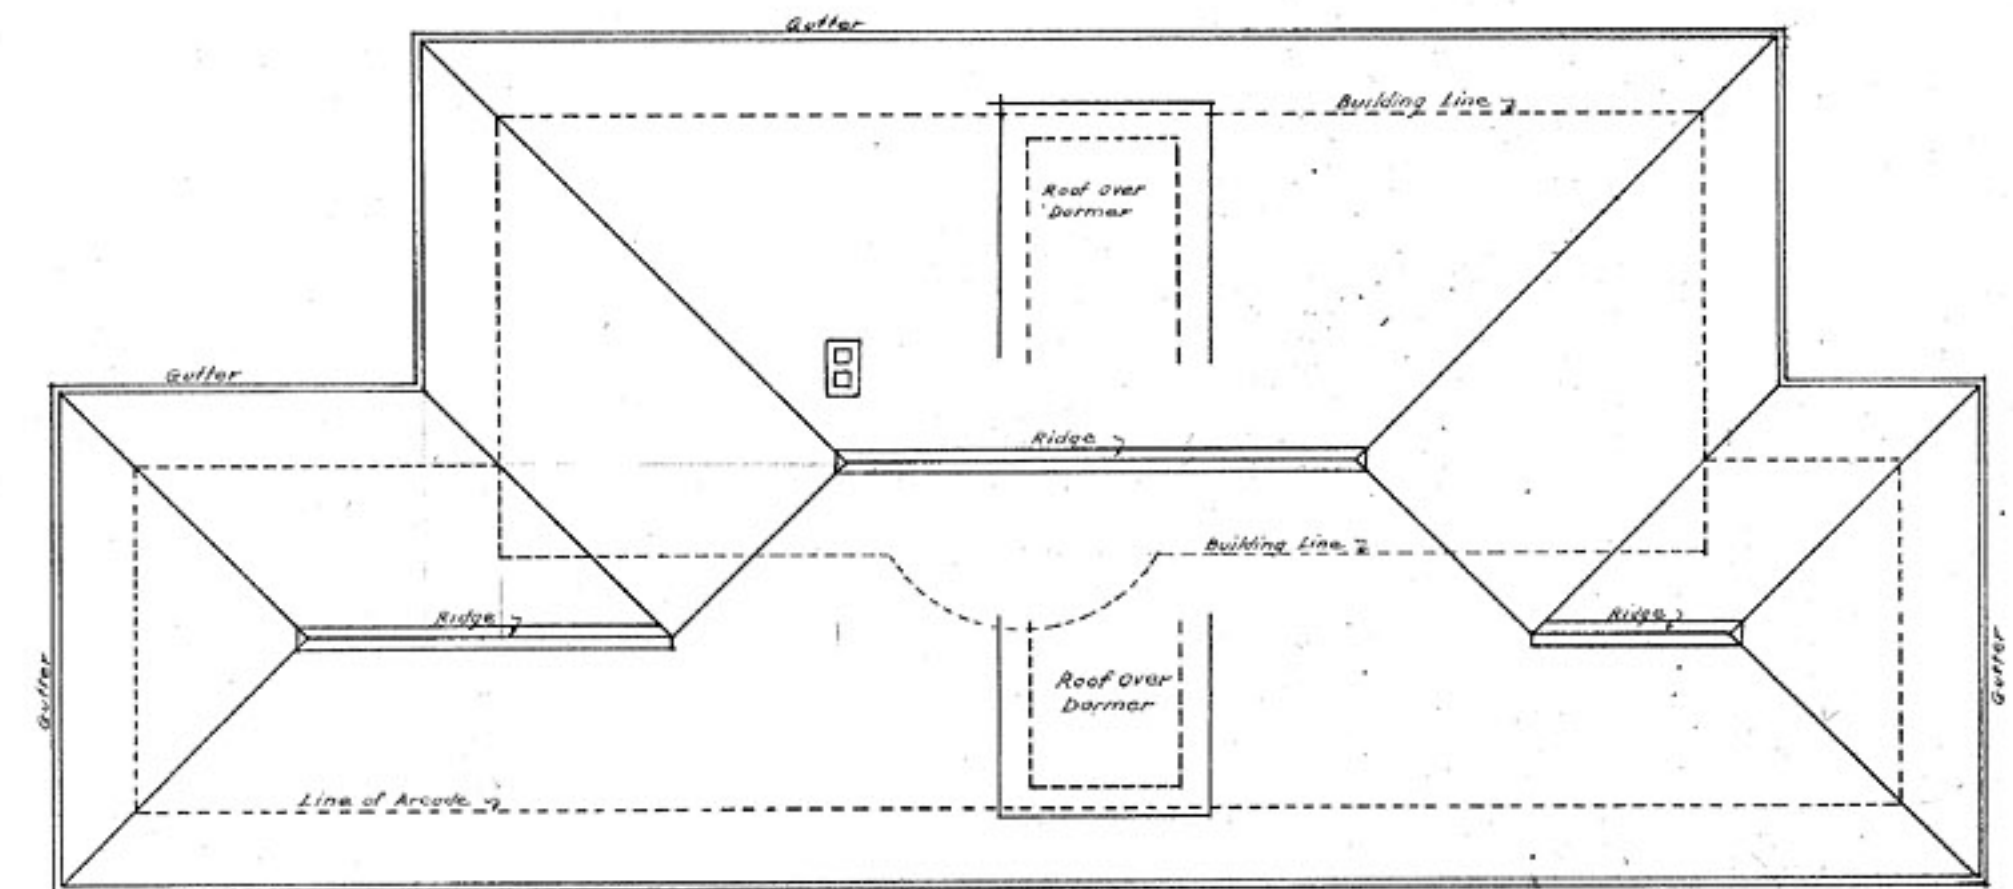 Gutter
Building Line
Roof Over
Dormer
Gutter
Ridge
Building Line
Ridge
Ridge
Gutter
Gutter
Roof Over
Dormer
Line of Arcade